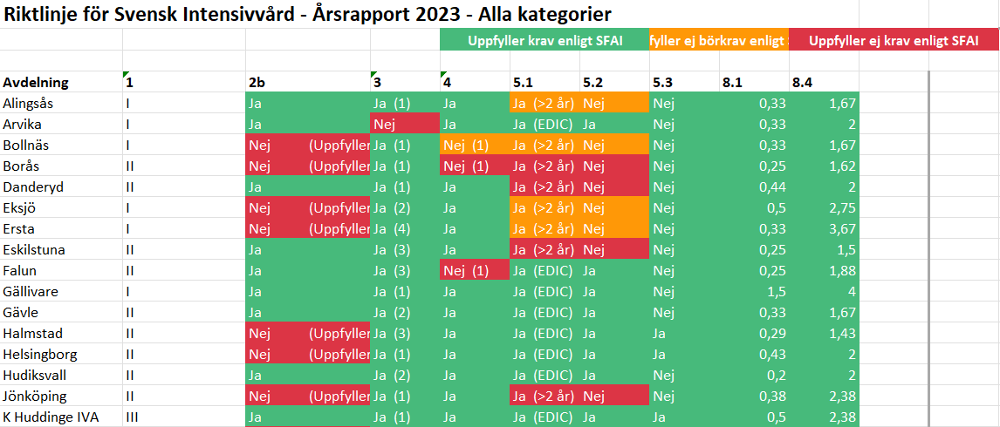 Riktlinje för Svensk Intensivvård - Årsrapport 2023 - Alla kategorier
Uppfyller krav enligt SFAI fyller ej börkrav enligt Uppfyller ej krav enligt SFAI
Avdelning 1 2b 3 4 5.1 5.2 5.3 8.1 8.4
Alingsås I Ja Ja (1) Ja Ja (>2 år) Nej Nej 0,33 1,67
Arvika I Ja Nej Ja Ja (EDIC) Ja Nej 0,33 2
Bollnäs I Nej (Uppfyller Ja (1) Nej (1) Ja (>2 år) Nej Nej 0,33 1,67
Borås II Nej (Uppfyller Ja (1) Nej (1) Ja (>2 år) Nej Nej 0,25 1,62
Danderyd II Ja Ja (1) Ja Ja (>2 år) Nej Nej 0,44 2
Eksjö I Nej (Uppfyller Ja (2) Ja Ja (>2 år) Nej Nej 0,5 2,75
Ersta I Nej (Uppfyller Ja (4) Ja Ja (>2 år) Nej Nej 0,33 3,67
Eskilstuna II Ja Ja (3) Ja Ja (>2 år) Nej Nej 0,25 1,5
Falun II Ja Ja (3) Nej (1) Ja (EDIC) Ja Nej 0,25 1,88
Gällivare I Ja Ja (1) Ja Ja (EDIC) Ja Nej 1,5 4
Gävle II Ja Ja (2) Ja Ja (EDIC) Ja Nej 0,33 1,67
Halmstad II Nej (Uppfyller Ja (3) Ja Ja (EDIC) Ja Ja 0,29 1,43
Helsingborg II Nej (Uppfyller Ja (1) Ja Ja (EDIC) Ja Ja 0,43 2
Hudiksvall II Ja Ja (2) Ja Ja (EDIC) Ja Nej 0,2 2
Jönköping II Nej (Uppfyller Ja (1) Ja Ja (>2 år) Nej Nej 0,38 2,38
K Huddinge IVA III Ja Ja (1) Ja Ja (EDIC) Ja Ja 0,5 2,38